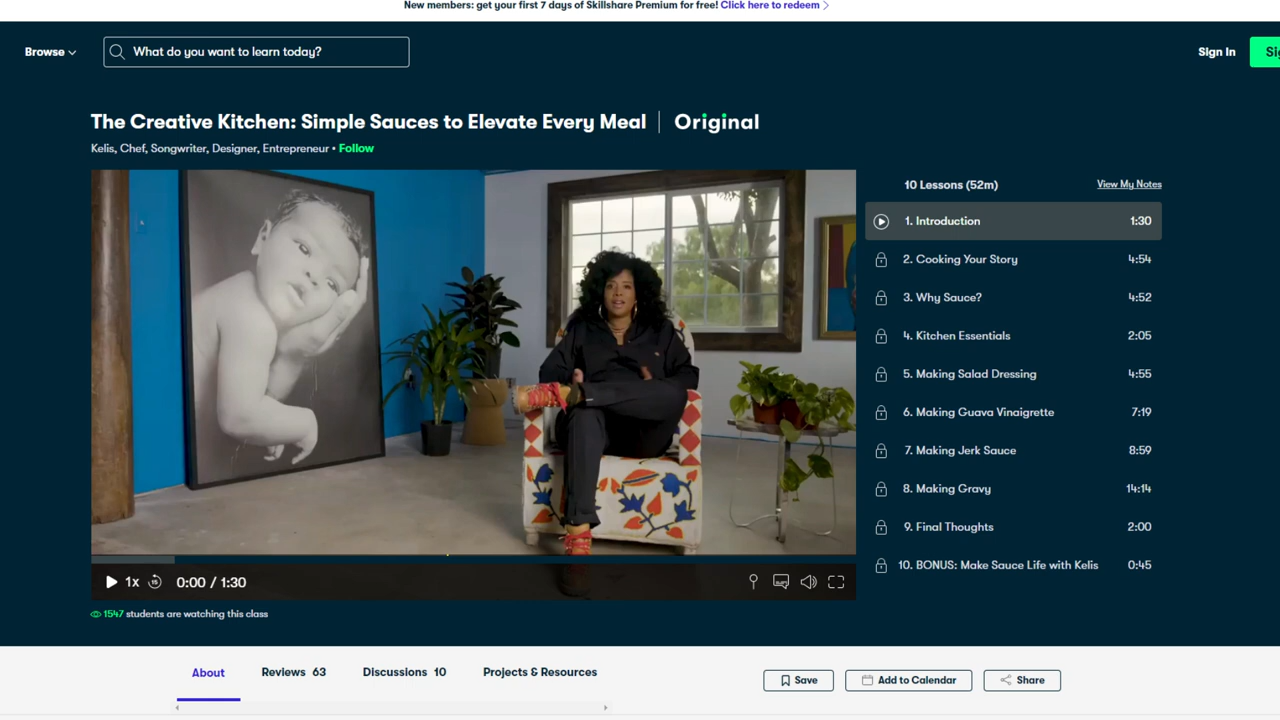 New members: get your first 7 days of Skillshare Premium for free! Click here to redeem
Browse
What do you want to learn today?
Sign In
Si
The Creative Kitchen: Simple Sauces to Elevate Every Meal | Original
Kelis, Chef, Songwriter, Designer, Entrepreneur • Follow
10 Lessons (52m)
View My Notes
1. Introduction 1:30
2. Cooking Your Story 4:54
3. Why Sauce? 4:52
4. Kitchen Essentials 2:05
5. Making Salad Dressing 4:55
6. Making Guava Vinaigrette 7:19
7. Making Jerk Sauce 8:59
8. Making Gravy 14:14
9. Final Thoughts 2:00
10. BONUS: Make Sauce Life with Kelis 0:45
1x 15 0:00 / 1:30
1547 students are watching this class
About
Reviews 63
Discussions 10
Projects & Resources
Save
Add to Calendar
Share